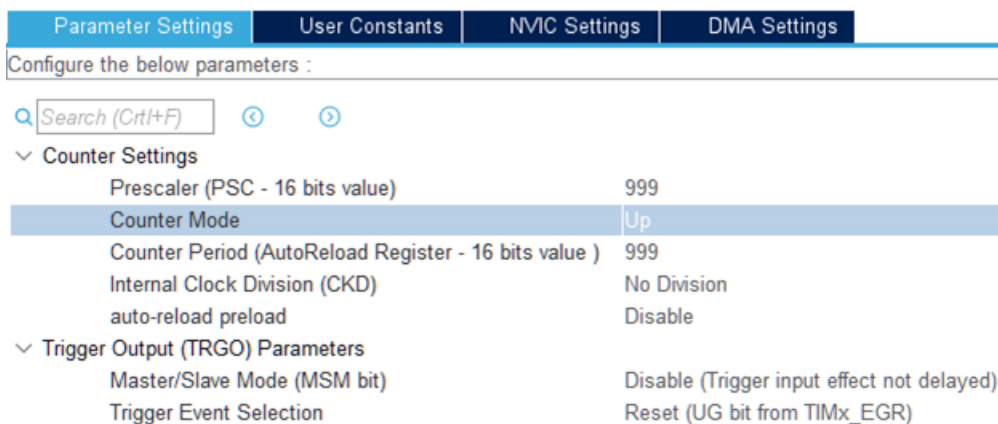 Parameter Settings User Constants NVIC Settings DMA Settings
Configure the below parameters :
Search (Crtl+F)
Counter Settings
Prescaler (PSC - 16 bits value) 999
Counter Mode Up
Counter Period (AutoReload Register - 16 bits value ) 999
Internal Clock Division (CKD) No Division
auto-reload preload Disable
Trigger Output (TRGO) Parameters
Master/Slave Mode (MSM bit) Disable (Trigger input effect not delayed)
Trigger Event Selection Reset (UG bit from TIMx_EGR)